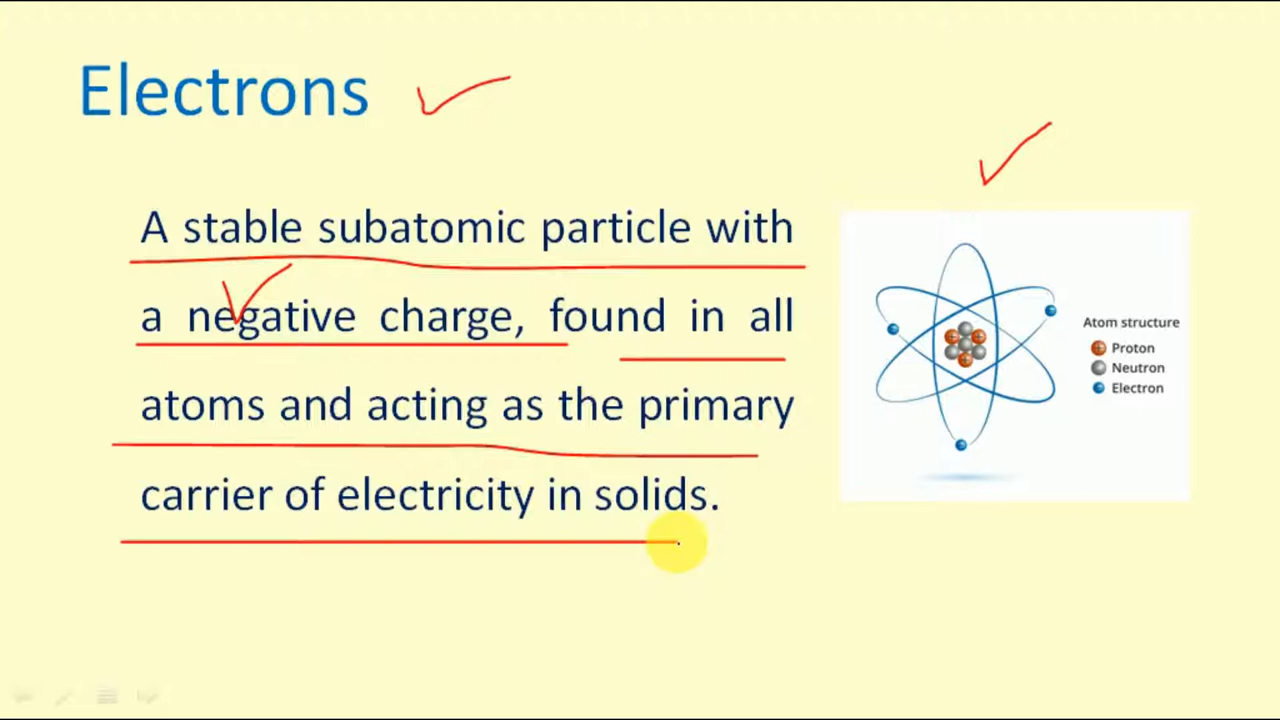 Electrons
A stable subatomic particle with
a negative charge, found in all
atoms and acting as the primary
carrier of electricity in solids.
Atom structure
Proton
Neutron
Electron